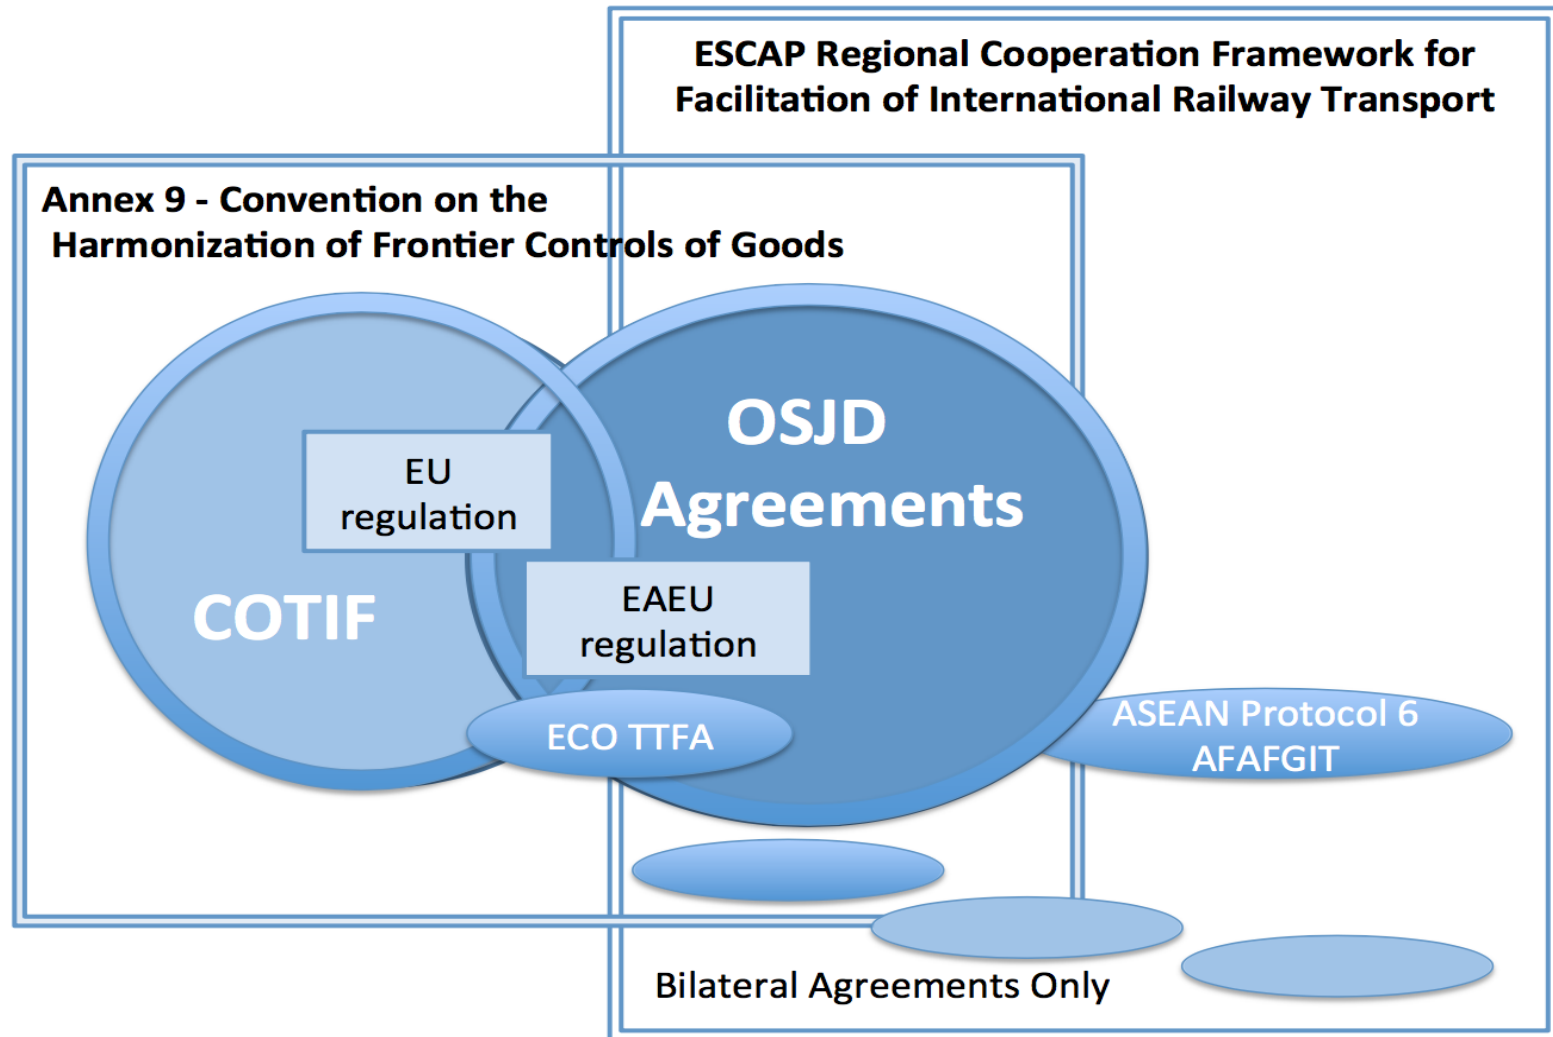 ESCAP Regional Cooperation Framework for
Facilitation of International Railway Transport
Annex 9 - Convention on the
Harmonization of Frontier Controls of Goods
OSJD
Agreements
EU
regulation
COTIF
EAEU
regulation
ECO TTFA
ASEAN Protocol 6
AFAFGIT
Bilateral Agreements Only